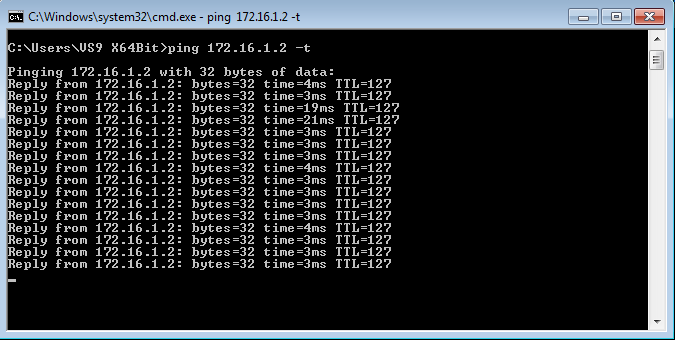 C:\Windows\system32\cmd.exe - ping 172.16.1.2 -t
C:\Users\VS9 X64Bit>ping 172.16.1.2 -t
Pinging 172.16.1.2 with 32 bytes of data:
Reply from 172.16.1.2: bytes=32 time=4ms TTL=127
Reply from 172.16.1.2: bytes=32 time=3ms TTL=127
Reply from 172.16.1.2: bytes=32 time=19ms TTL=127
Reply from 172.16.1.2: bytes=32 time=21ms TTL=127
Reply from 172.16.1.2: bytes=32 time=3ms TTL=127
Reply from 172.16.1.2: bytes=32 time=3ms TTL=127
Reply from 172.16.1.2: bytes=32 time=3ms TTL=127
Reply from 172.16.1.2: bytes=32 time=4ms TTL=127
Reply from 172.16.1.2: bytes=32 time=3ms TTL=127
Reply from 172.16.1.2: bytes=32 time=3ms TTL=127
Reply from 172.16.1.2: bytes=32 time=3ms TTL=127
Reply from 172.16.1.2: bytes=32 time=3ms TTL=127
Reply from 172.16.1.2: bytes=32 time=4ms TTL=127
Reply from 172.16.1.2: bytes=32 time=3ms TTL=127
Reply from 172.16.1.2: bytes=32 time=3ms TTL=127
Reply from 172.16.1.2: bytes=32 time=3ms TTL=127